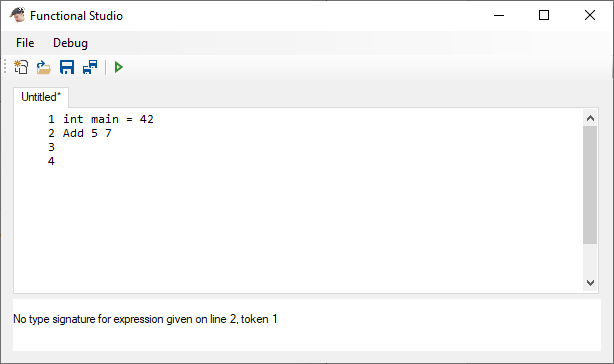 Functional Studio
File Debug
Untitled*
1 int main = 42
2 Add 5 7
3
4
No type signature for expression given on line 2, token 1